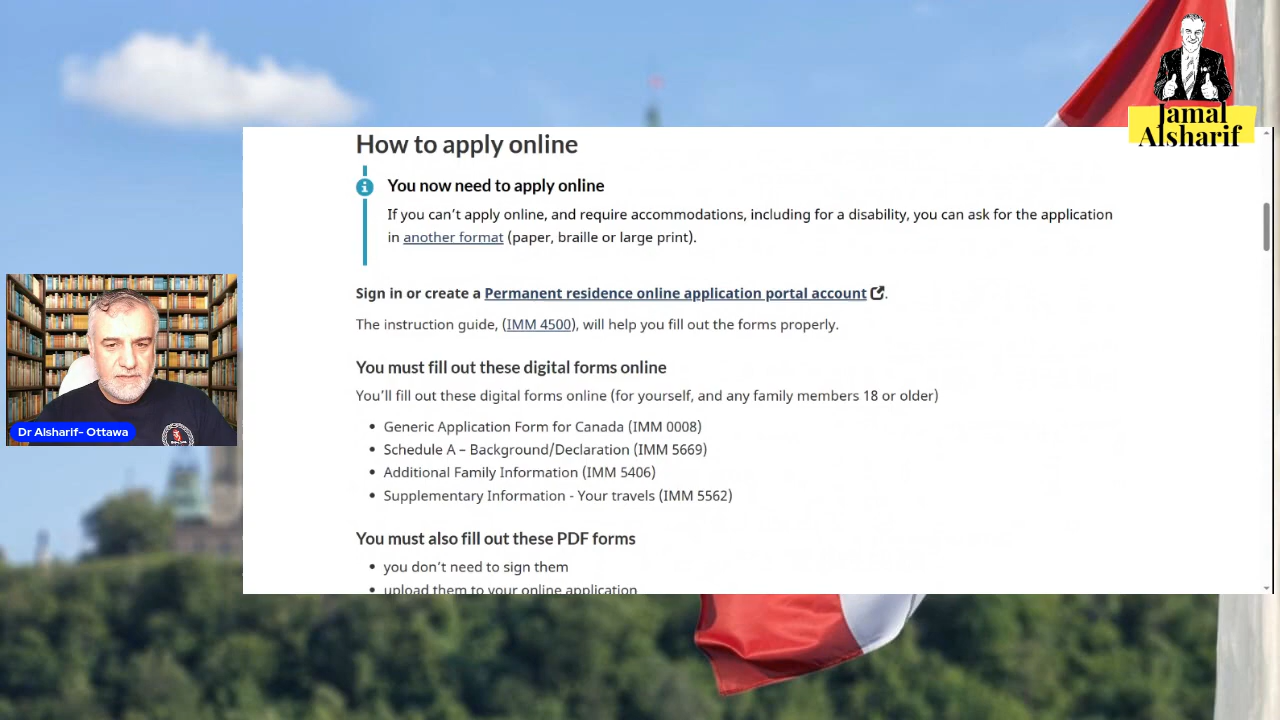 Jamal
Alsharif
How to apply online
You now need to apply online
If you can’t apply online, and require accommodations, including for a disability, you can ask for the application
in another format (paper, braille or large print).
Sign in or create a Permanent residence online application portal account.
The instruction guide, (IMM 4500), will help you fill out the forms properly.
You must fill out these digital forms online
You’ll fill out these digital forms online (for yourself, and any family members 18 or older)
• Generic Application Form for Canada (IMM 0008)
• Schedule A – Background/Declaration (IMM 5669)
• Additional Family Information (IMM 5406)
• Supplementary Information - Your travels (IMM 5562)
You must also fill out these PDF forms
• you don’t need to sign them
• upload them to your online application
Dr Alsharif- Ottawa